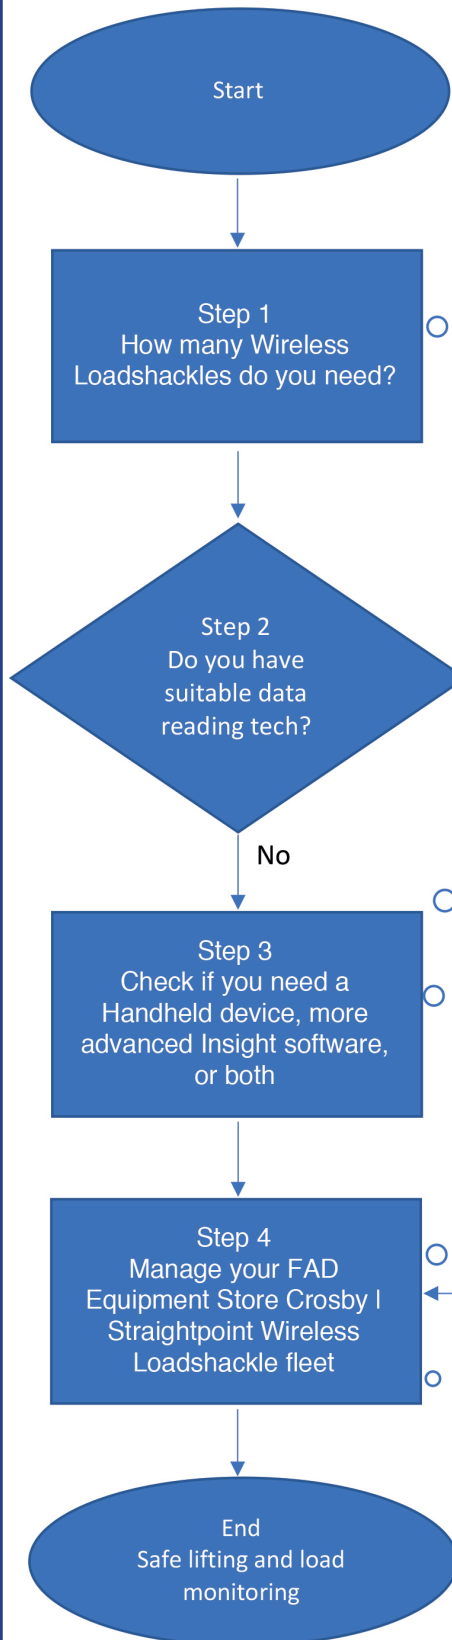 Start
Step 1
How many Wireless
Loadshackles do you need?
Step 2
Do you have
suitable data
reading tech?
No
Step 3
Check if you need a
Handheld device, more
advanced Insight software,
or both
Step 4
Manage your FAD
Equipment Store Crosby |
Straightpoint Wireless
Loadshackle fleet
End
Safe lifting and load
monitoring